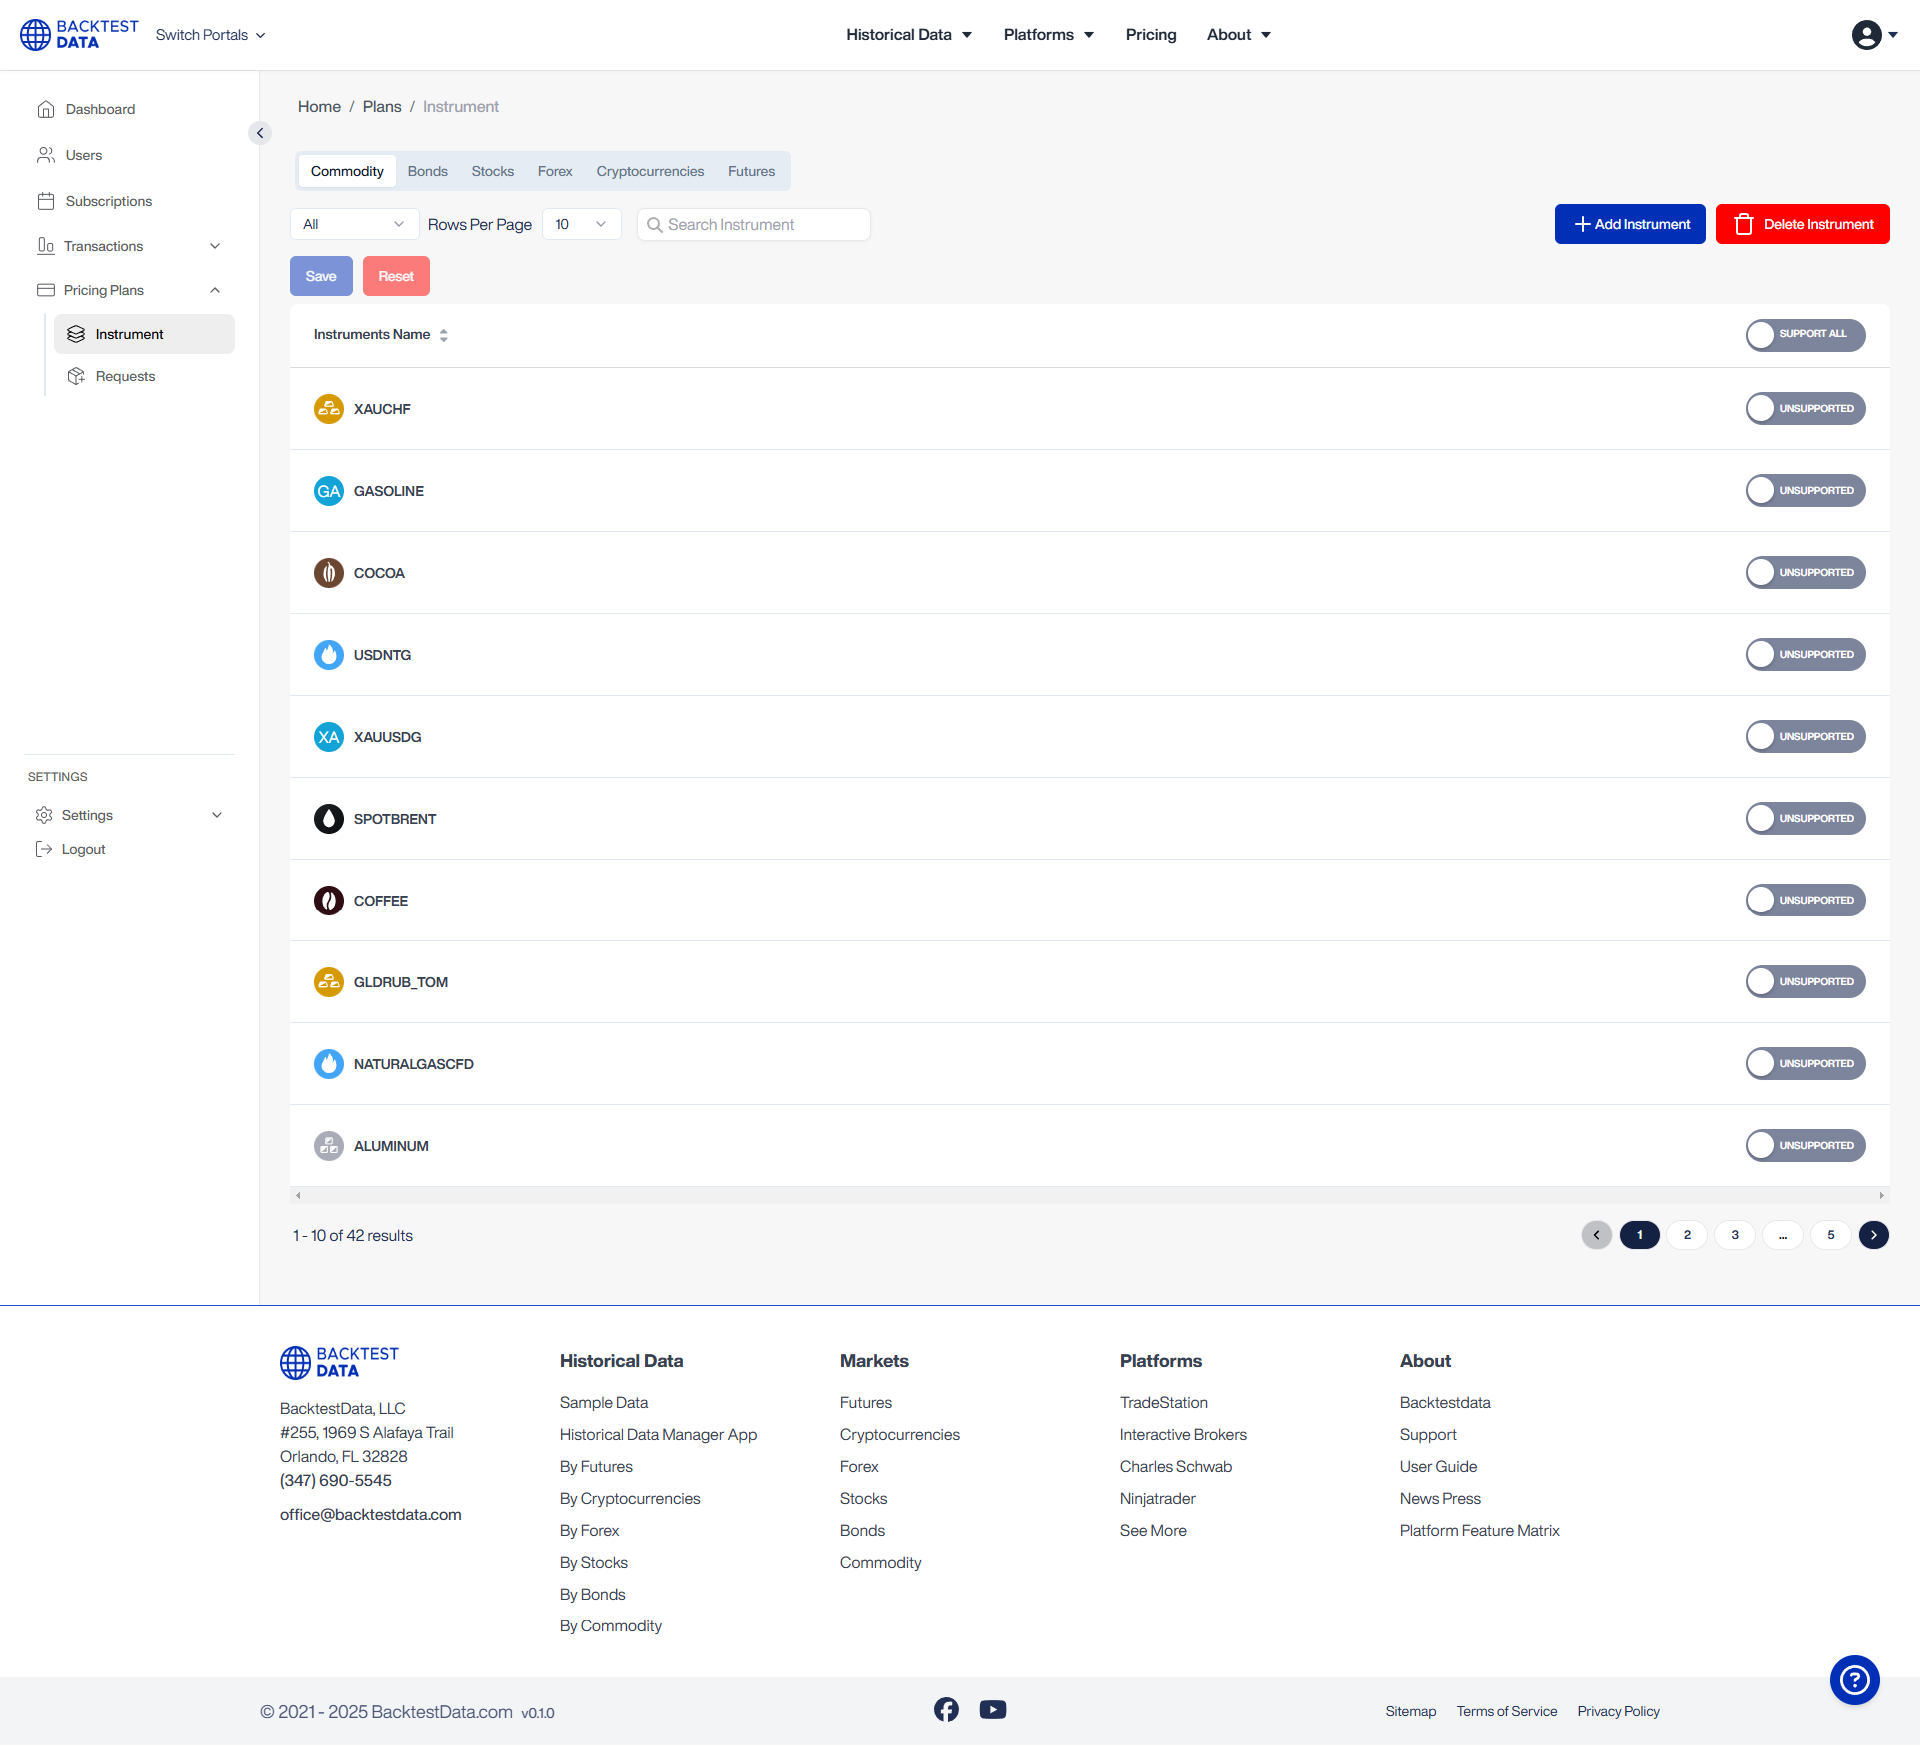 BACKTEST DATA
Switch Portals
Historical Data
Platforms
Pricing
About
Dashboard
Users
Subscriptions
Transactions
Pricing Plans
Instrument
Requests
SETTINGS
Settings
Logout
Home / Plans / Instrument
Commodity
Bonds
Stocks
Forex
Cryptocurrencies
Futures
All
Rows Per Page
10
Search Instrument
Add Instrument
Delete Instrument
Save
Reset
Instruments Name
SUPPORT ALL
XAUCHF
UNSUPPORTED
GA
GASOLINE
UNSUPPORTED
COCOA
UNSUPPORTED
USDNTG
UNSUPPORTED
XA
XAUUSDG
UNSUPPORTED
SPOTBRENT
UNSUPPORTED
COFFEE
UNSUPPORTED
GLDRUB_TOM
UNSUPPORTED
NATURALGASCFD
UNSUPPORTED
ALUMINUM
UNSUPPORTED
1 - 10 of 42 results
1
2
3
...
5
BACKTEST DATA
BacktestData, LLC
#255, 1969 S Alafaya Trail
Orlando, FL 32828
(347) 690-5545
office@backtestdata.com
Historical Data
Sample Data
Historical Data Manager App
By Futures
By Cryptocurrencies
By Forex
By Stocks
By Bonds
By Commodity
Markets
Futures
Cryptocurrencies
Forex
Stocks
Bonds
Commodity
Platforms
TradeStation
Interactive Brokers
Charles Schwab
Ninjatrader
See More
About
Backtestdata
Support
User Guide
News Press
Platform Feature Matrix
© 2021 - 2025 BacktestData.com v0.1.0
Sitemap
Terms of Service
Privacy Policy